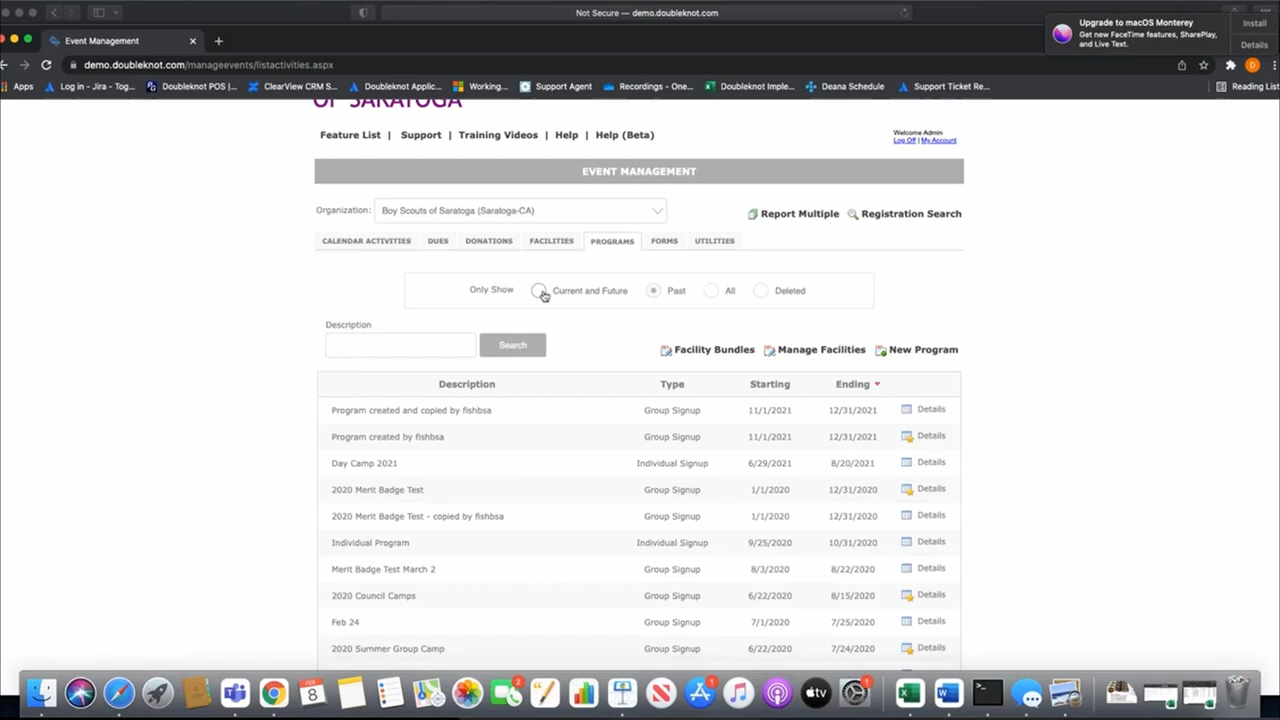 Not Secure — demo.doubleknot.com
Upgrade to macOS Monterey
Get new FaceTime features, SharePlay,
and Live Text.
Install
Details
Event Management
demo.doubleknot.com/manageevents/listactivities.aspx
Apps Log in - Jira - Tog... Doubleknot POS |... ClearView CRM S... Doubleknot Applic... Working... Support Agent Recordings - One... Doubleknot Imple... Deana Schedule Support Ticket Re... Reading List
OF SARATOGA
Feature List | Support | Training Videos | Help | Help (Beta)
Welcome Admin
Log Off | My Account
EVENT MANAGEMENT
Organization: Boy Scouts of Saratoga (Saratoga-CA)
Report Multiple Registration Search
CALENDAR ACTIVITIES DUES DONATIONS FACILITIES PROGRAMS FORMS UTILITIES
Only Show Current and Future Past All Deleted
Description
Search
Facility Bundles Manage Facilities New Program
Description Type Starting Ending
Program created and copied by fishbsa Group Signup 11/1/2021 12/31/2021 Details
Program created by fishbsa Group Signup 11/1/2021 12/31/2021 Details
Day Camp 2021 Individual Signup 6/29/2021 8/20/2021 Details
2020 Merit Badge Test Group Signup 1/1/2020 12/31/2020 Details
2020 Merit Badge Test - copied by fishbsa Group Signup 1/1/2020 12/31/2020 Details
Individual Program Individual Signup 9/25/2020 10/31/2020 Details
Merit Badge Test March 2 Group Signup 8/3/2020 8/22/2020 Details
2020 Council Camps Group Signup 6/22/2020 8/15/2020 Details
Feb 24 Group Signup 7/1/2020 7/25/2020 Details
2020 Summer Group Camp Group Signup 6/22/2020 7/24/2020 Details
FEB
8
2
1
tv
1